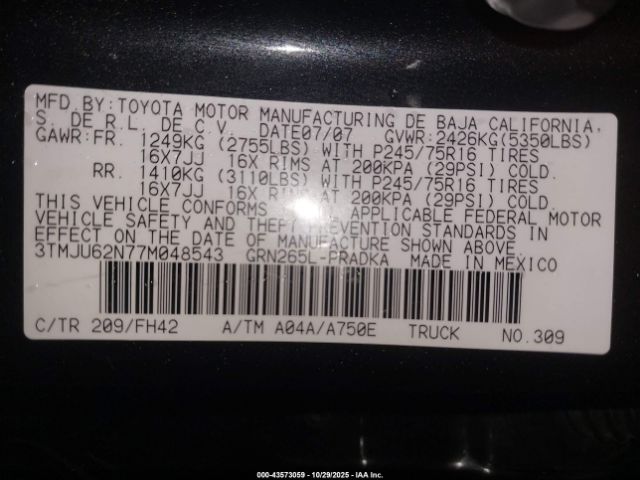 MFD.BY:TOYOTA MOTOR MANUFACTURING DE BAJA CALIFORNIA,
S. DE R.L. DE C.V. DATE07/07 GVWR:2426KG(5350LBS)
GAWR:FR. 1249KG (2755LBS) WITH P245/75R16 TIRES
16X7JJ 16X RIMS AT 200KPA (29PSI) COLD.
RR. 1410KG (3110LBS) WITH P245/75R16 TIRES
16X7JJ 16X RIMS AT 200KPA (29PSI) COLD.
THIS VEHICLE CONFORMS TO ALL APPLICABLE FEDERAL MOTOR
VEHICLE SAFETY AND THEFT PREVENTION STANDARDS IN
EFFECT ON THE DATE OF MANUFACTURE SHOWN ABOVE
3TMJU62N77M048543 GRN265L-PRADKA MADE IN MEXICO
C/TR 209/FH42 A/TM A04A/A750E TRUCK NO.309
000-43573059 | 10/29/2025 | IAA Inc.